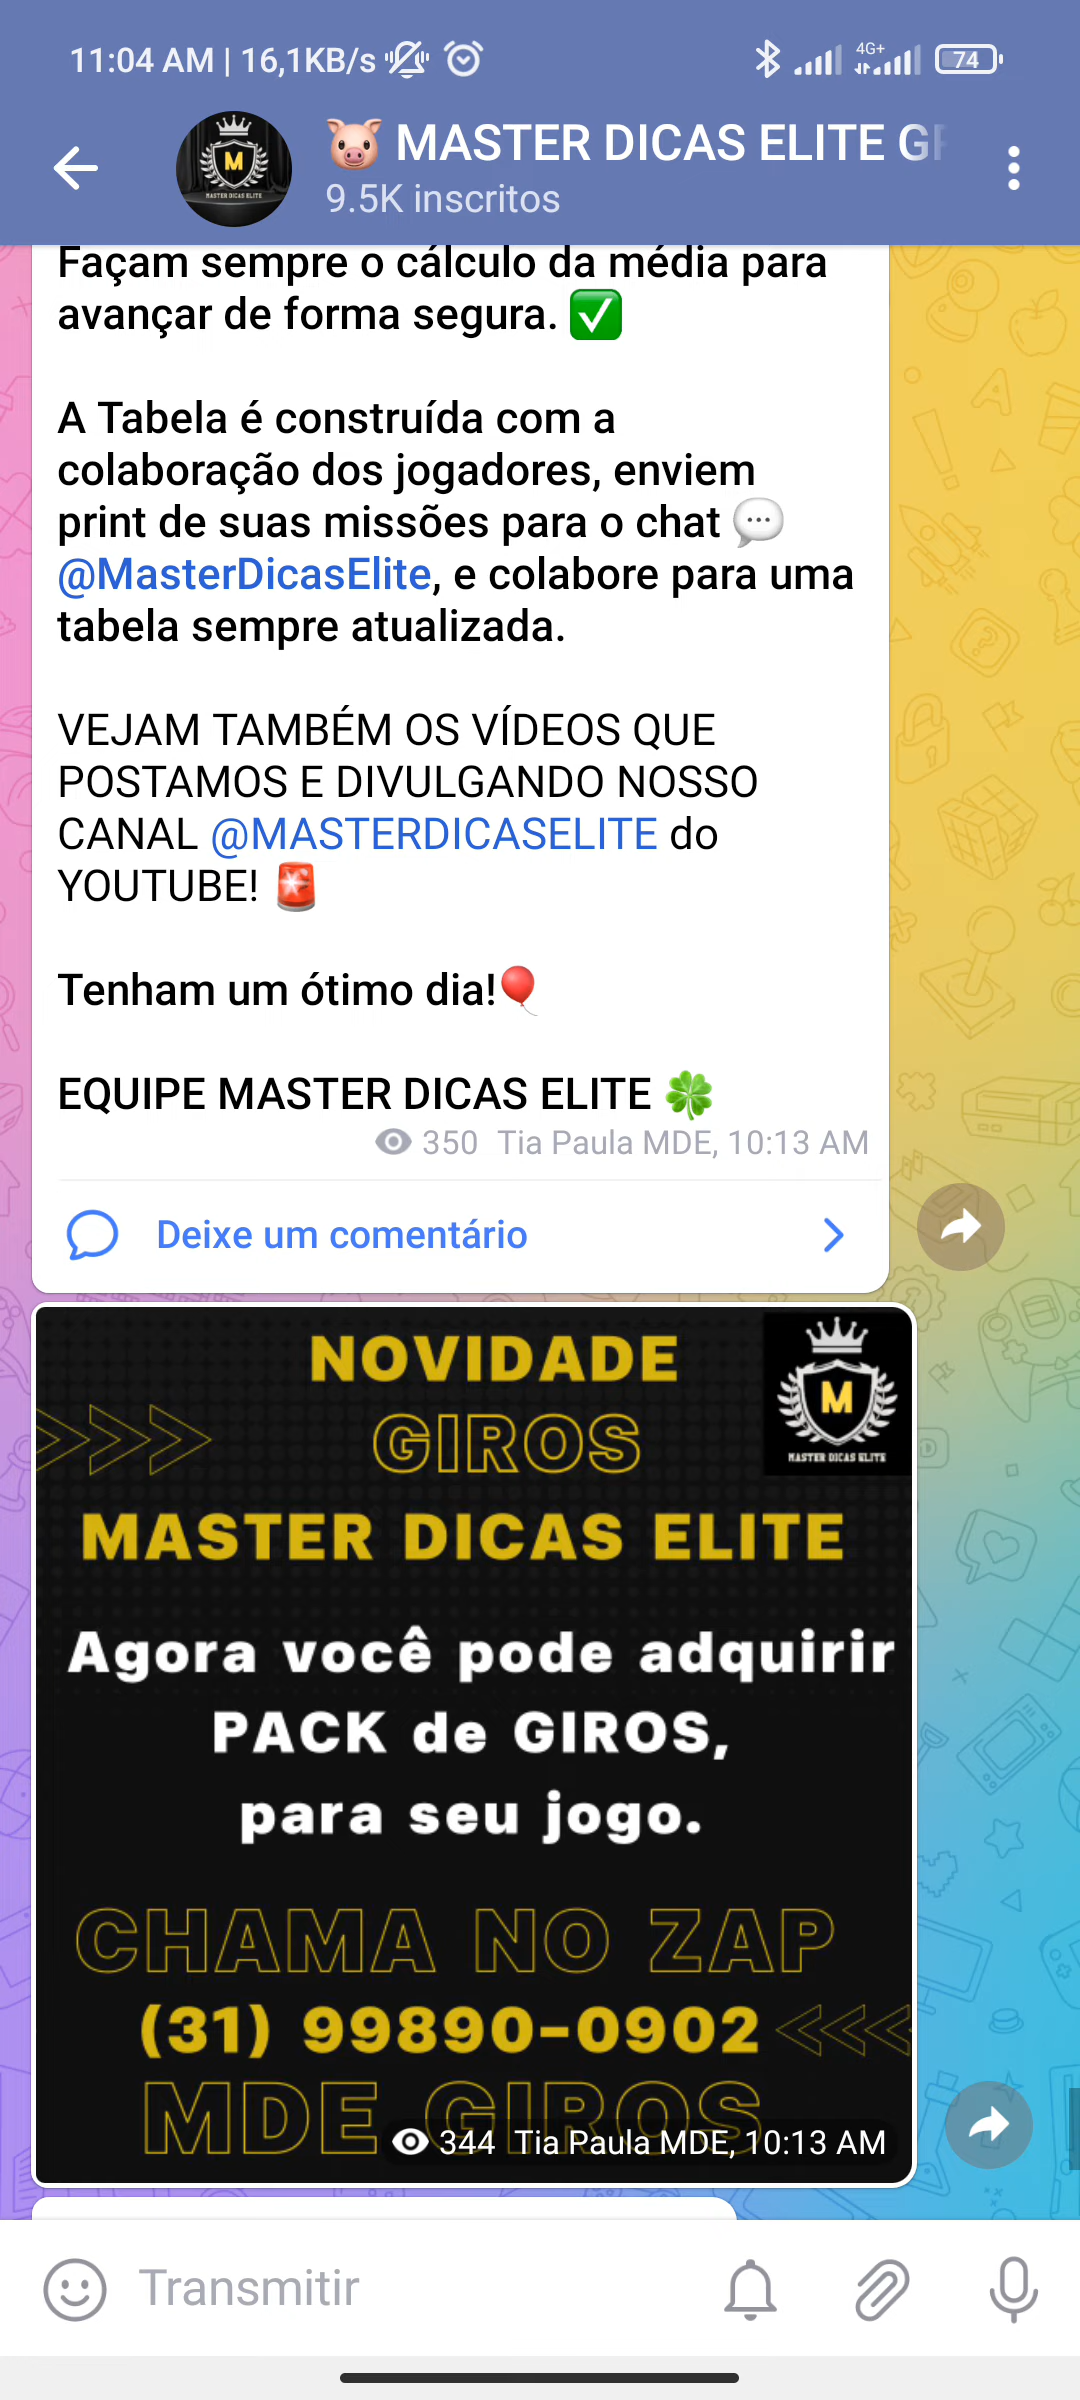 11:04 AM | 16,1KB/s
4G+
74
MASTER DICAS ELITE GR
9.5K inscritos
Façam sempre o cálculo da média para
avançar de forma segura. ✅
A Tabela é construída com a
colaboração dos jogadores, enviem
print de suas missões para o chat 💬
@MasterDicasElite, e colabore para uma
tabela sempre atualizada.
VEJAM TAMBÉM OS VÍDEOS QUE
POSTAMOS E DIVULGANDO NOSSO
CANAL @MASTERDICASELITE do
YOUTUBE! 🚨
Tenham um ótimo dia!🎈
EQUIPE MASTER DICAS ELITE 🍀
350 Tia Paula MDE, 10:13 AM
Deixe um comentário
NOVIDADE
GIROS
M
MASTER DICAS ELITE
MASTER DICAS ELITE
Agora você pode adquirir
PACK de GIROS,
para seu jogo.
CHAMA NO ZAP
(31) 99890-0902
MDE GIROS
344 Tia Paula MDE, 10:13 AM
Transmitir